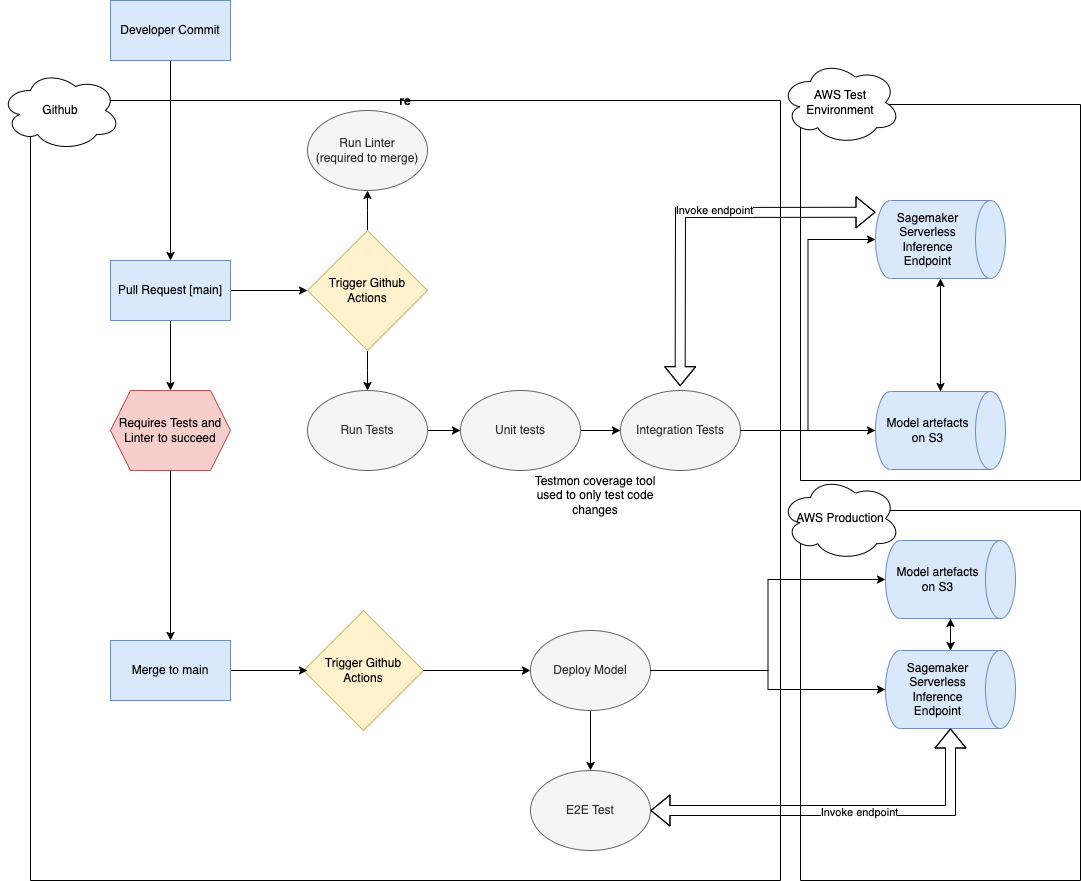 Developer Commit
Github
re
AWS Test
Environment
Run Linter
(required to merge)
Invoke endpoint
Sagemaker
Serverless
Inference
Endpoint
Pull Request [main]
Trigger Github
Actions
Requires Tests and
Linter to succeed
Run Tests
Unit tests
Integration Tests
Model artefacts
on S3
Testmon coverage tool
used to only test code
changes
AWS Production
Model artefacts
on S3
Merge to main
Trigger Github
Actions
Deploy Model
Sagemaker
Serverless
Inference
Endpoint
E2E Test
Invoke endpoint